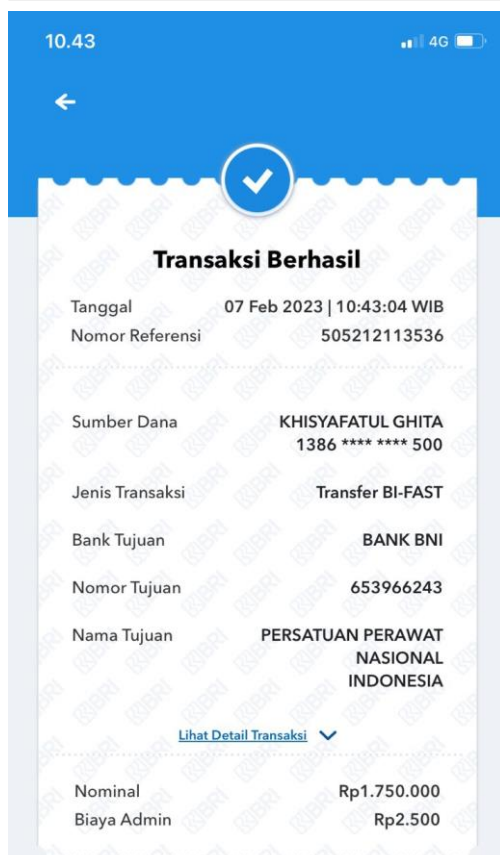 10.43 4G
Transaksi Berhasil
Tanggal 07 Feb 2023 | 10:43:04 WIB
Nomor Referensi 505212113536
Sumber Dana KHISYAFATUL GHITA
1386 **** **** 500
Jenis Transaksi Transfer BI-FAST
Bank Tujuan BANK BNI
Nomor Tujuan 653966243
Nama Tujuan PERSATUAN PERAWAT
NASIONAL
INDONESIA
Lihat Detail Transaksi
Nominal Rp1.750.000
Biaya Admin Rp2.500